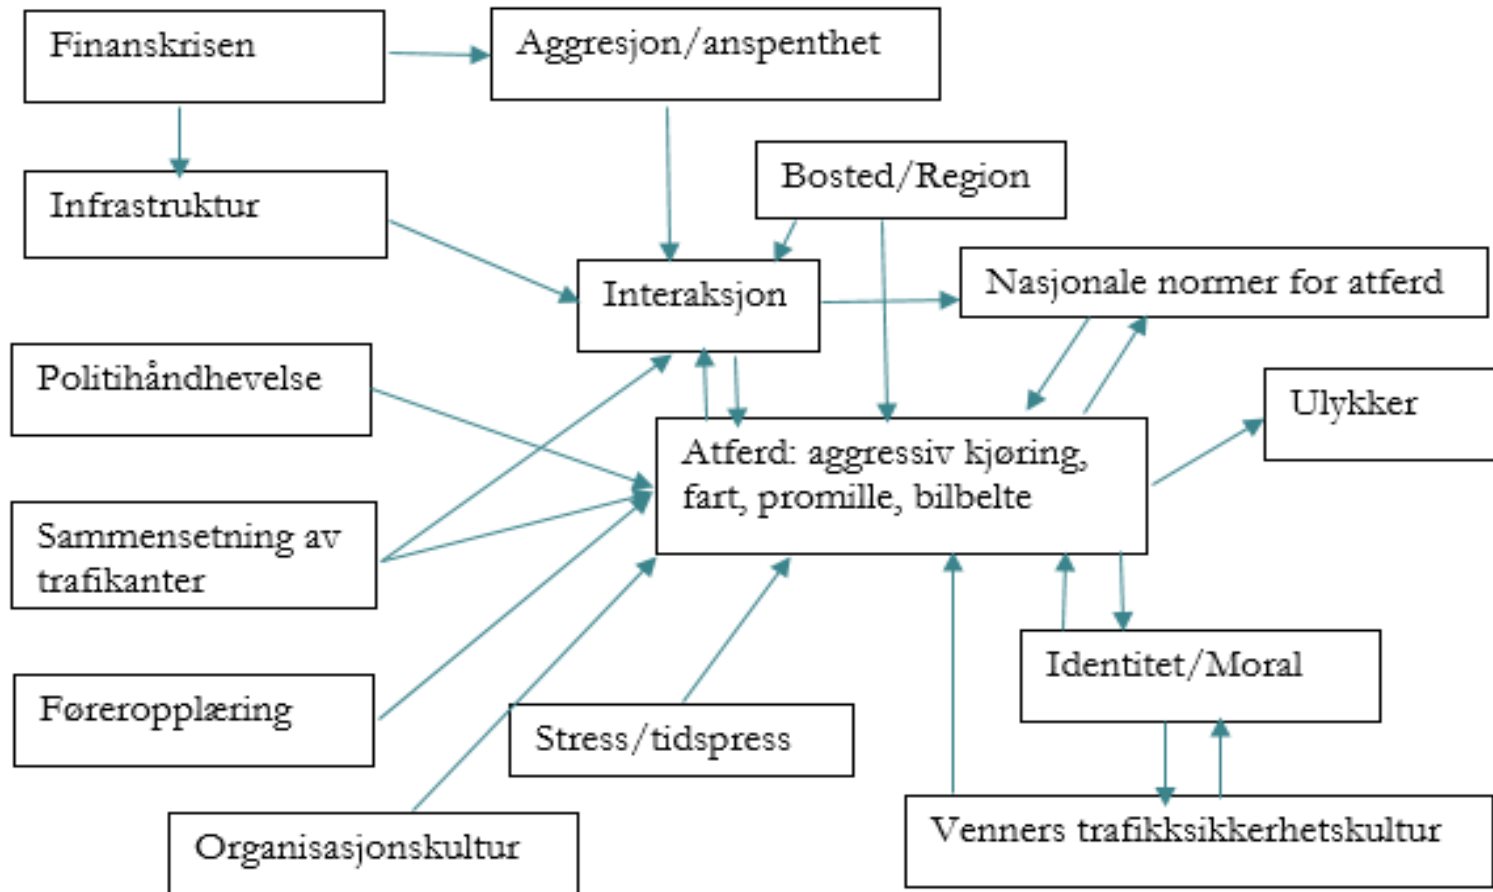 Finanskrisen
Aggresjon/anspenthet
Bosted/Region
Infrastruktur
Interaksjon
Nasjonale normer for atferd
Politihåndhevelse
Ulykker
Atferd: aggressiv kjøring,
fart, promille, bilbelte
Sammensetning av
trafikanter
Identitet/Moral
Føreropplæring
Stress/tidspress
Organisasjonskultur
Venners trafikksikkerhetskultur